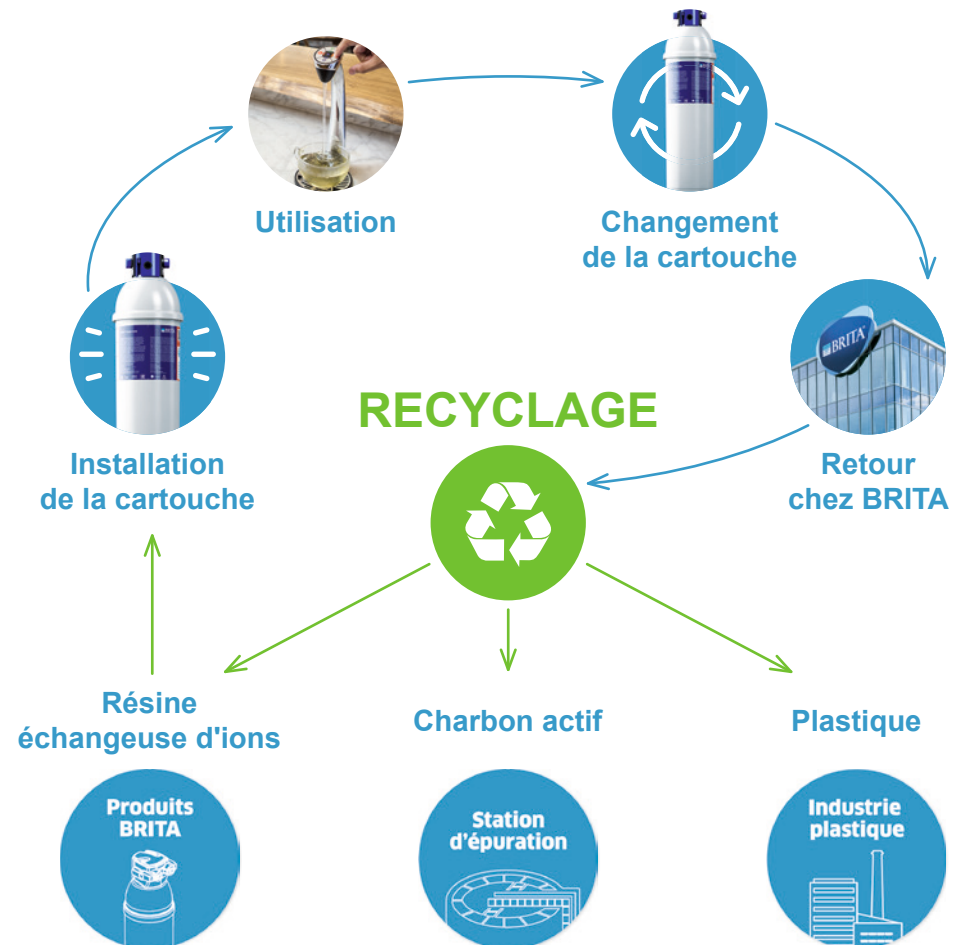 Utilisation
Changement
de la cartouche
BRITA
RECYCLAGE
Installation
de la cartouche
Retour
chez BRITA
Résine
échangeuse d'ions
Charbon actif
Plastique
Produits
BRITA
Station
d'épuration
Industrie
plastique